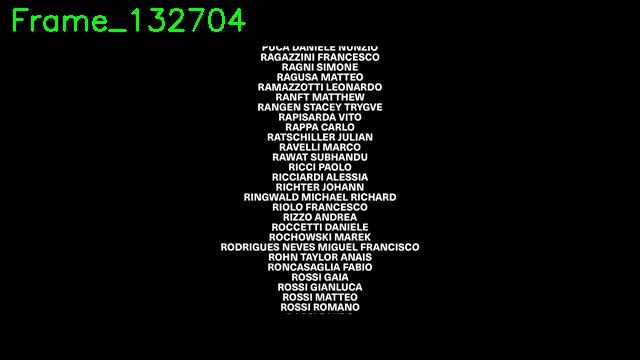 Frame_132704
PUCA DANIELE NUNZIO
RAGAZZINI FRANCESCO
RAGNI SIMONE
RAGUSA MATTEO
RAMAZZOTTI LEONARDO
RANFT MATTHEW
RANGEN STACEY TRYGVE
RAPISARDA VITO
RAPPA CARLO
RATSCHILLER JULIAN
RAVELLI MARCO
RAWAT SUBHANDU
RICCI PAOLO
RICCIARDI ALESSIA
RICHTER JOHANN
RINGWALD MICHAEL RICHARD
RIOLO FRANCESCO
RIZZO ANDREA
ROCCETTI DANIELE
ROCHOWSKI MAREK
RODRIGUES NEVES MIGUEL FRANCISCO
ROHN TAYLOR ANAIS
RONCASAGLIA FABIO
ROSSI GAIA
ROSSI GIANLUCA
ROSSI MATTEO
ROSSI ROMANO